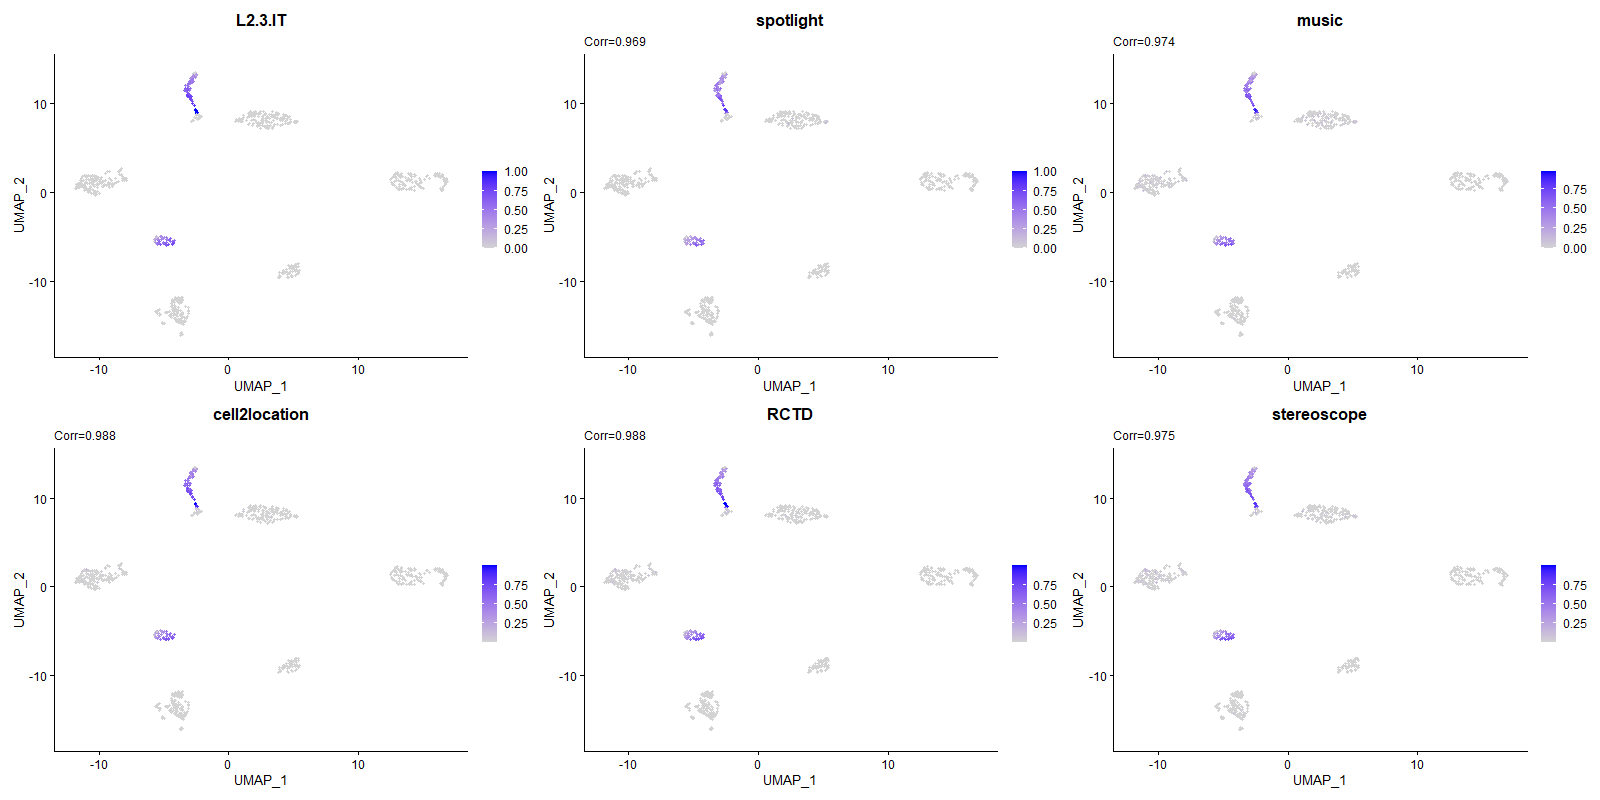 L2.3.IT
UMAP_2
10
0
-10
-10
0
10
UMAP_1
1.00
0.75
0.50
0.25
0.00
spotlight
Corr=0.969
UMAP_2
10
0
-10
-10
0
10
UMAP_1
1.00
0.75
0.50
0.25
0.00
music
Corr=0.974
UMAP_2
10
0
-10
-10
0
10
UMAP_1
0.75
0.50
0.25
0.00
cell2location
Corr=0.988
UMAP_2
10
0
-10
-10
0
10
UMAP_1
0.75
0.50
0.25
RCTD
Corr=0.988
UMAP_2
10
0
-10
-10
0
10
UMAP_1
0.75
0.50
0.25
stereoscope
Corr=0.975
UMAP_2
10
0
-10
-10
0
10
UMAP_1
0.75
0.50
0.25